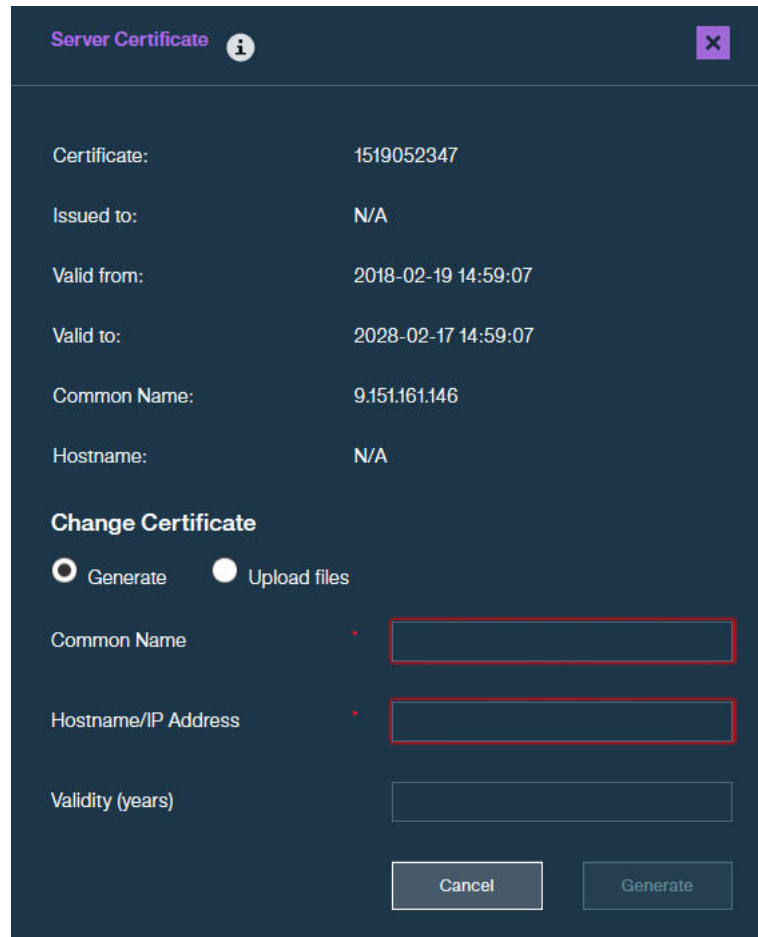 Server Certificate i
Certificate: 1519052347
Issued to: N/A
Valid from: 2018-02-19 14:59:07
Valid to: 2028-02-17 14:59:07
Common Name: 9.151.161.146
Hostname: N/A
Change Certificate
Generate Upload files
Common Name *
Hostname/IP Address *
Validity (years)
Cancel Generate